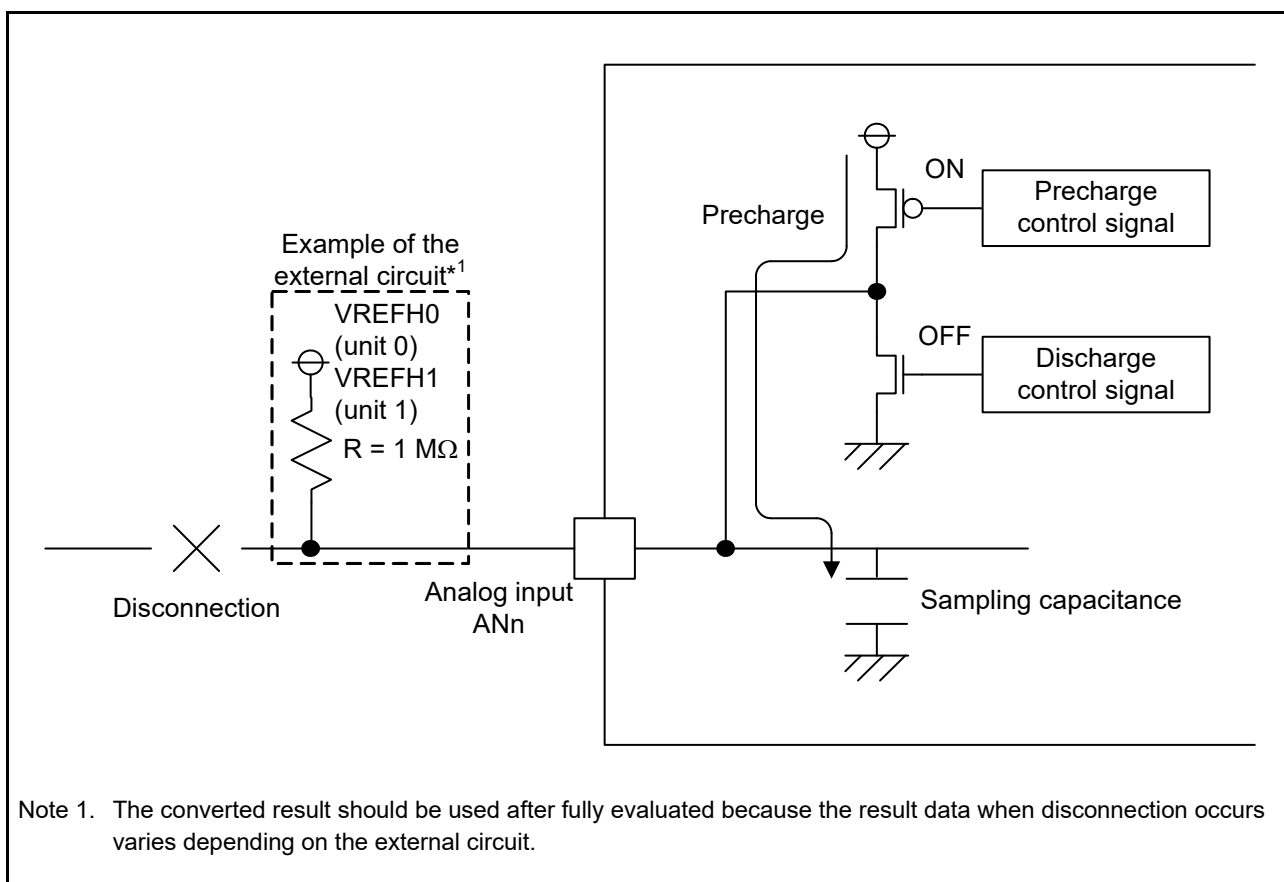 ON
Precharge
control signal
Precharge
Example of the
external circuit*1
VREFH0
(unit 0)
VREFH1
(unit 1)
R = 1 MΩ
OFF
Discharge
control signal
Disconnection
Analog input
ANn
Sampling capacitance
Note 1. The converted result should be used after fully evaluated because the result data when disconnection occurs
varies depending on the external circuit.